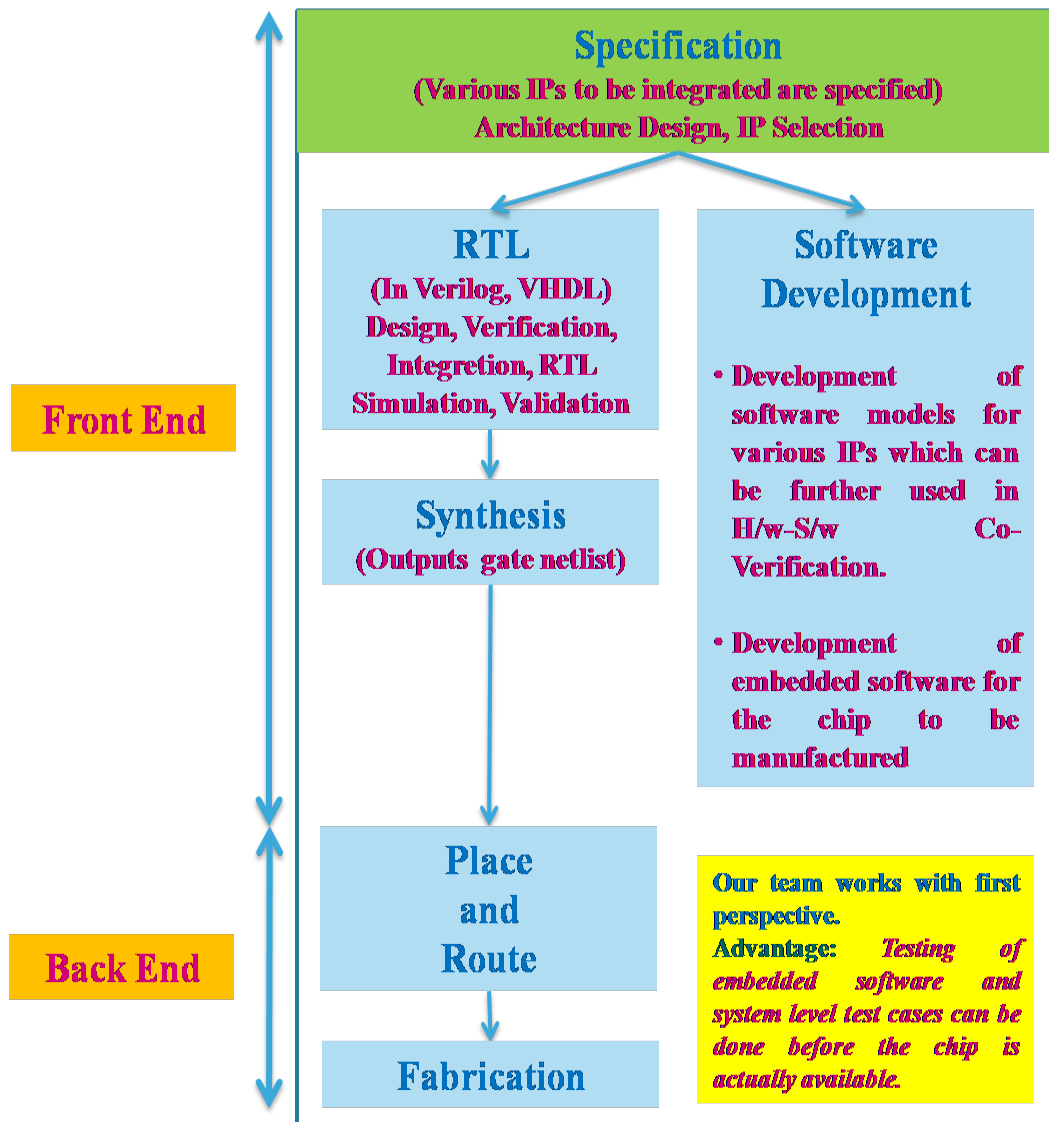 Specification
(Various IPs to be integrated are specified)
Architecture Design, IP Selection
RTL
(In Verilog, VHDL)
Design, Verification,
Integretion, RTL
Simulation, Validation
Software
Development
• Development of
software models for
various IPs which can
be further used in
H/w-S/w Co-
Verification.
• Development of
embedded software for
the chip to be
manufactured
Front End
Synthesis
(Outputs gate netlist)
Place
and
Route
Back End
Fabrication
Our team works with first
perspective.
Advantage: Testing of
embedded software and
system level test cases can be
done before the chip is
actually available.